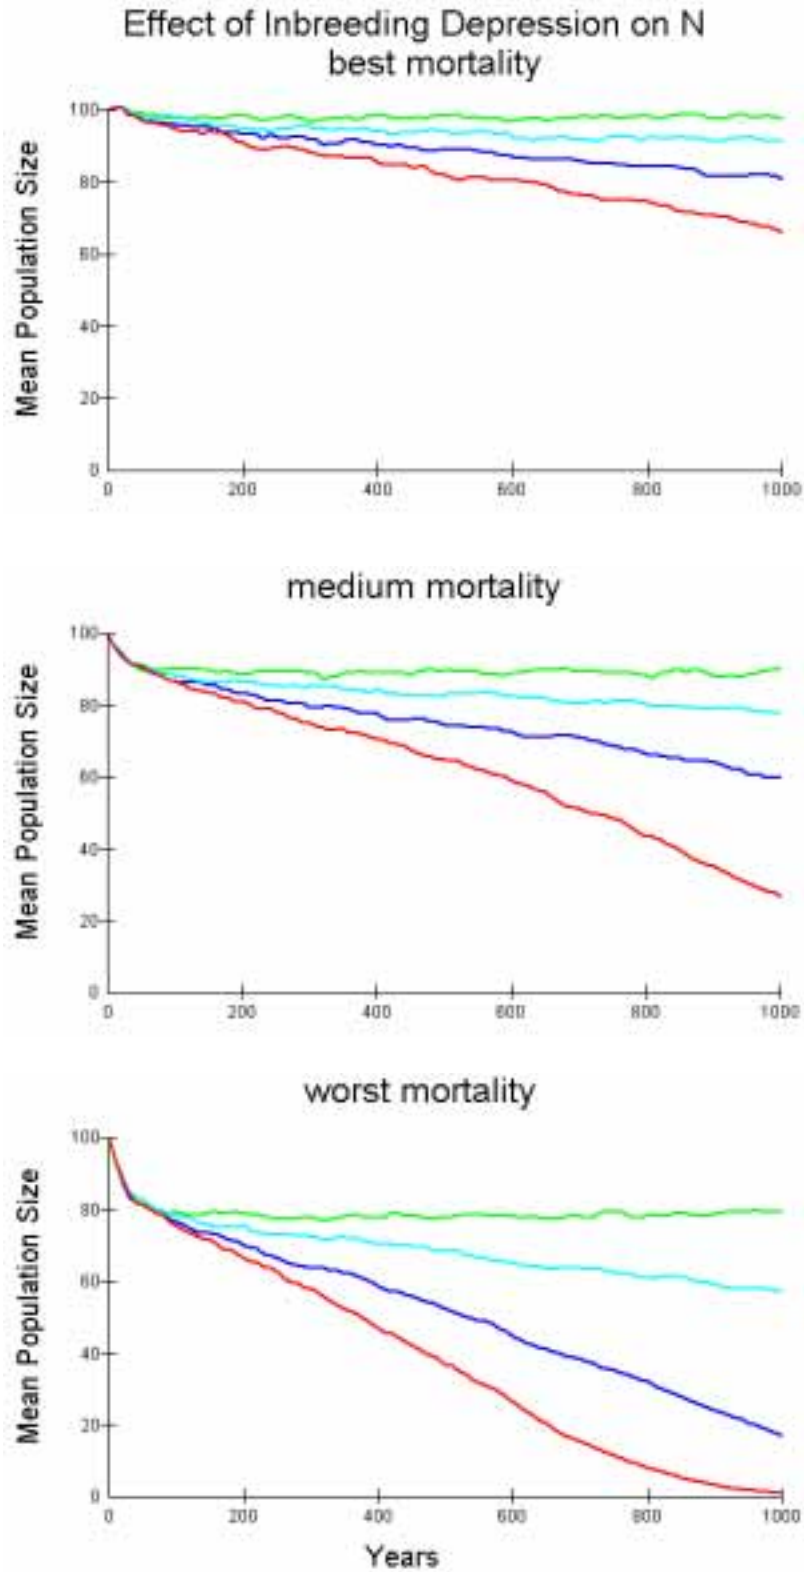 Effect of Inbreeding Depression on N
best mortality
Mean Population Size
100
80
60
40
20
0
0 200 400 600 800 1000
medium mortality
Mean Population Size
100
80
60
40
20
0
0 200 400 600 800 1000
worst mortality
Mean Population Size
100
80
60
40
20
0
0 200 400 600 800 1000
Years